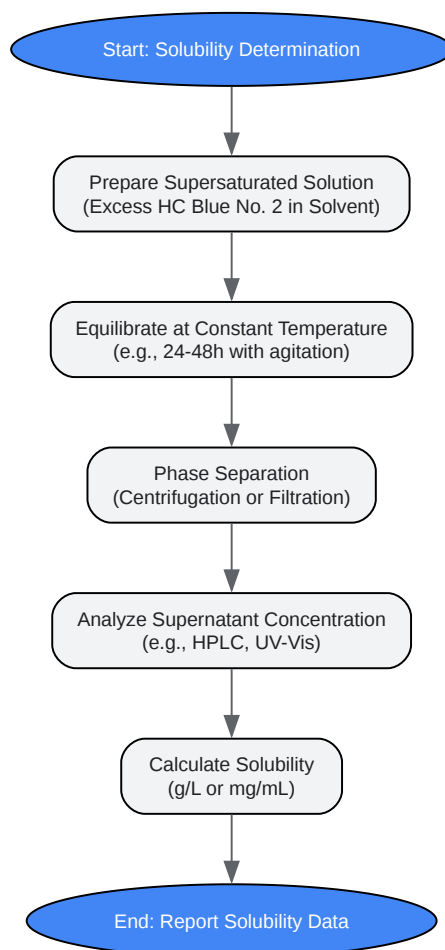 Start: Solubility Determination
Prepare Supersaturated Solution
(Excess HC Blue No. 2 in Solvent)
Equilibrate at Constant Temperature
(e.g., 24-48h with agitation)
Phase Separation
(Centrifugation or Filtration)
Analyze Supernatant Concentration
(e.g., HPLC, UV-Vis)
Calculate Solubility
(g/L or mg/mL)
End: Report Solubility Data